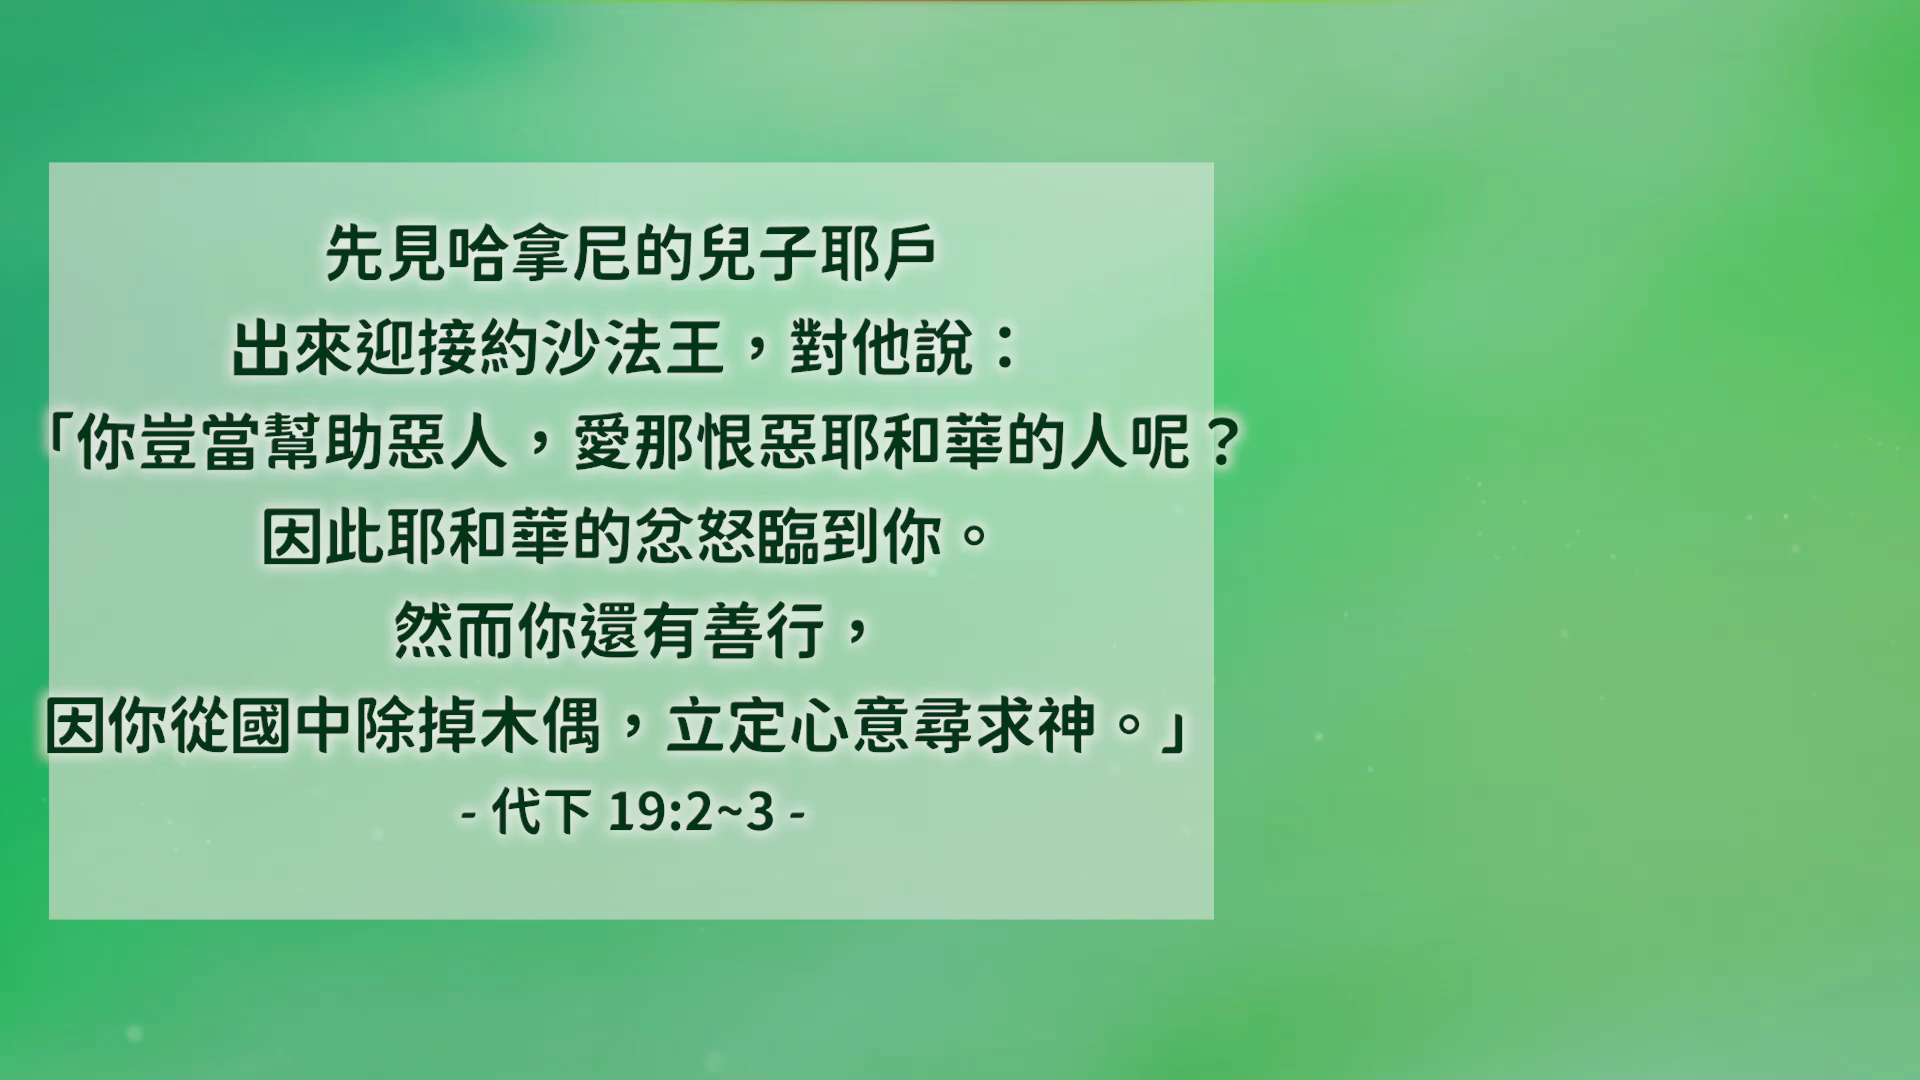 先見哈拿尼的兒子耶戶
出來迎接約沙法王，對他說：
「你豈當幫助惡人，愛那恨惡耶和華的人呢？
因此耶和華的忿怒臨到你。
然而你還有善行，
因你從國中除掉木偶，立定心意尋求神。」
- 代下 19:2~3 -